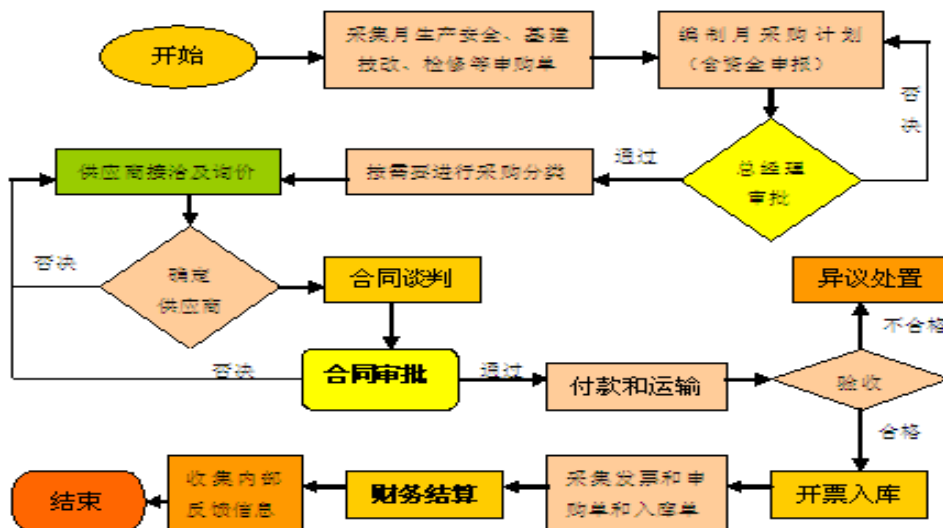 开始
采集月生产安全、基建
技改、检修等申购单
编制月采购计划
（含资金申报）
否
决
总经理
审批
通过
按需要进行采购分类
供应商接洽及询价
否决
确定
供应商
合同谈判
否决
合同审批
通过
付款和运输
验收
不合格
异议处置
合格
开票入库
采集发票和申
购单和入库单
财务结算
收集内部
反馈信息
结束